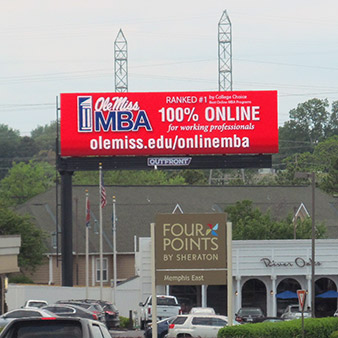 Ole Miss
MBA
RANKED #1 by College Choice
Best Online MBA Programs
100% ONLINE
for working professionals
olemiss.edu/onlinemba
OUTFRONT
FOUR
POINTS
BY SHERATON
Memphis East
River Oaks